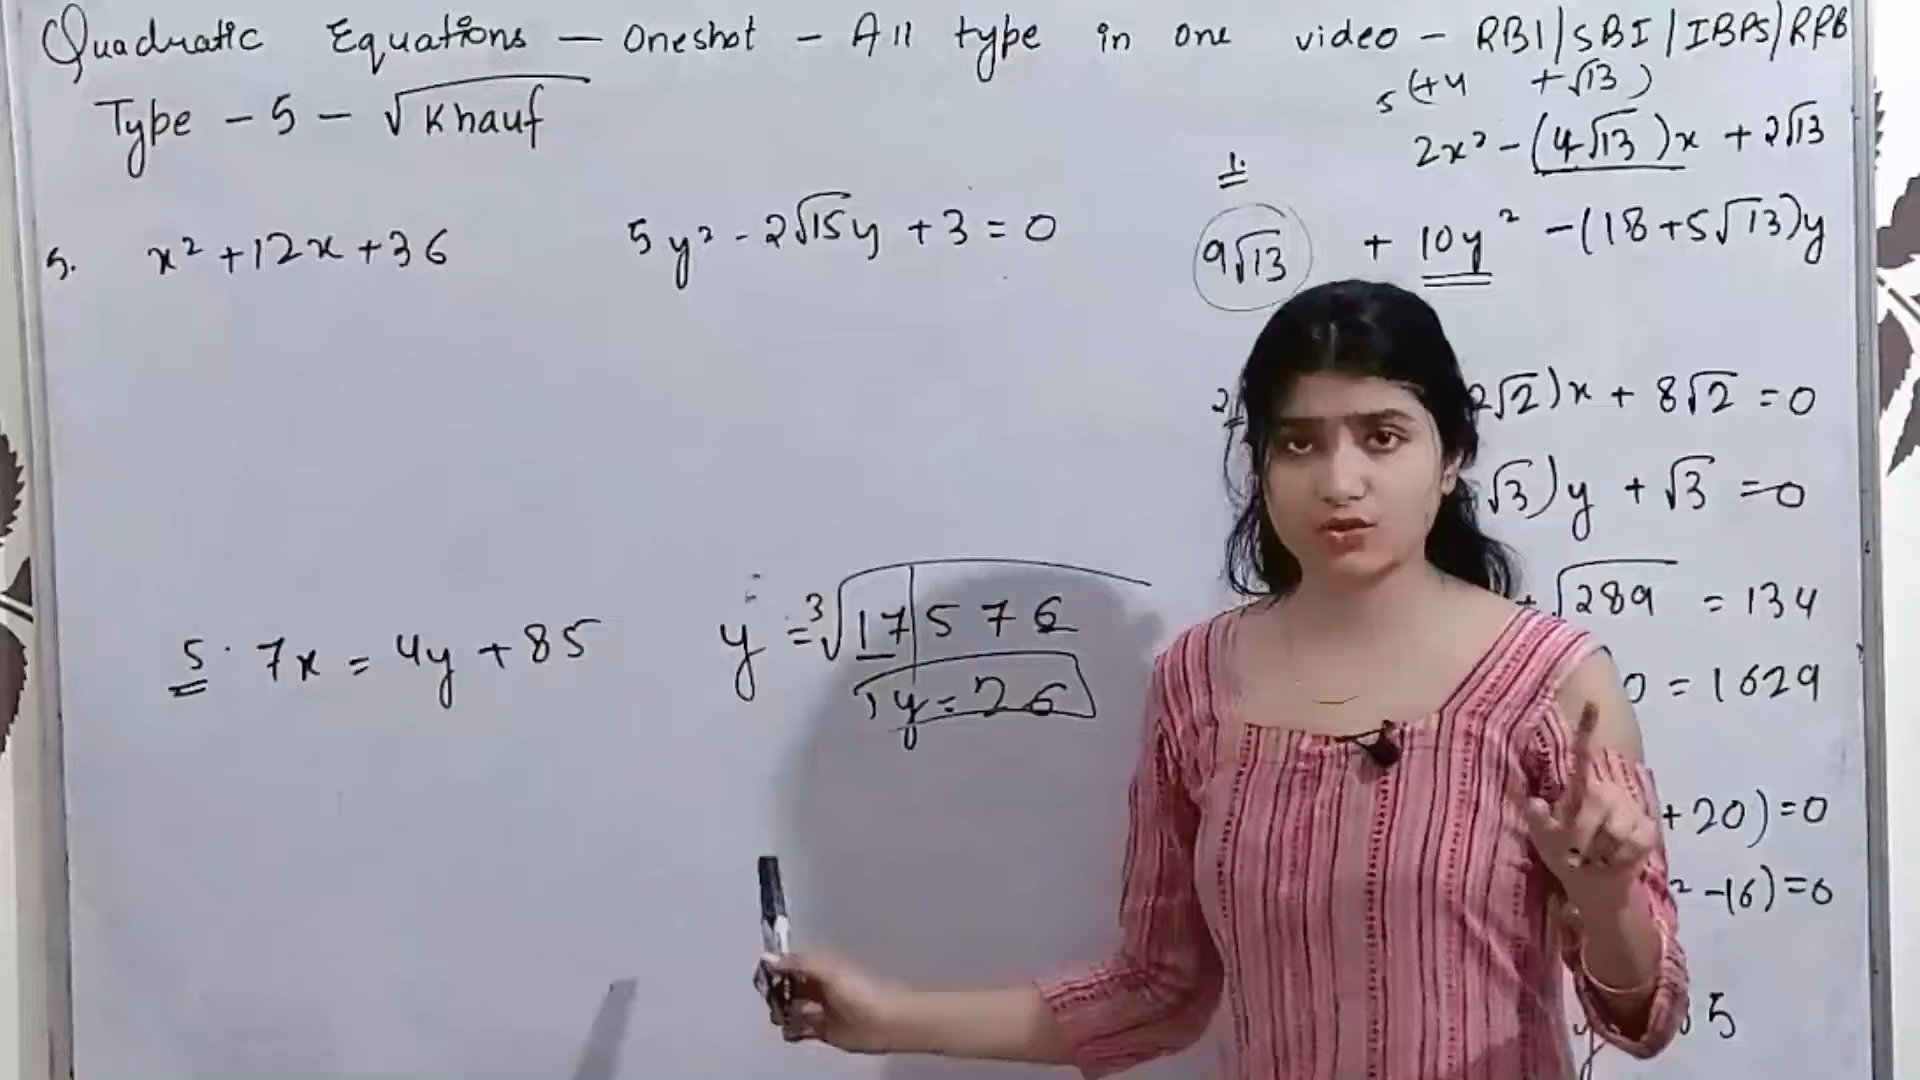 Quadratic Equations – Oneshot – All type in one video – RBI/SBI/IBPS/RRB
Type – 5 – √Khauf
5 (+4 +√13)
2x² – (4√13)x + 2√13
1.
9√13 + 10y² – (18+5√13)y
5. x² + 12x + 36
5y² - 2√15y + 3 = 0
2 2√2)x + 8√2 = 0
√3)y + √3 = 0
+ √289 = 134
5. 7x = 4y + 85
y = ³√17576
y = 26
0 = 1629
+20) = 0
² - 16) = 0
5